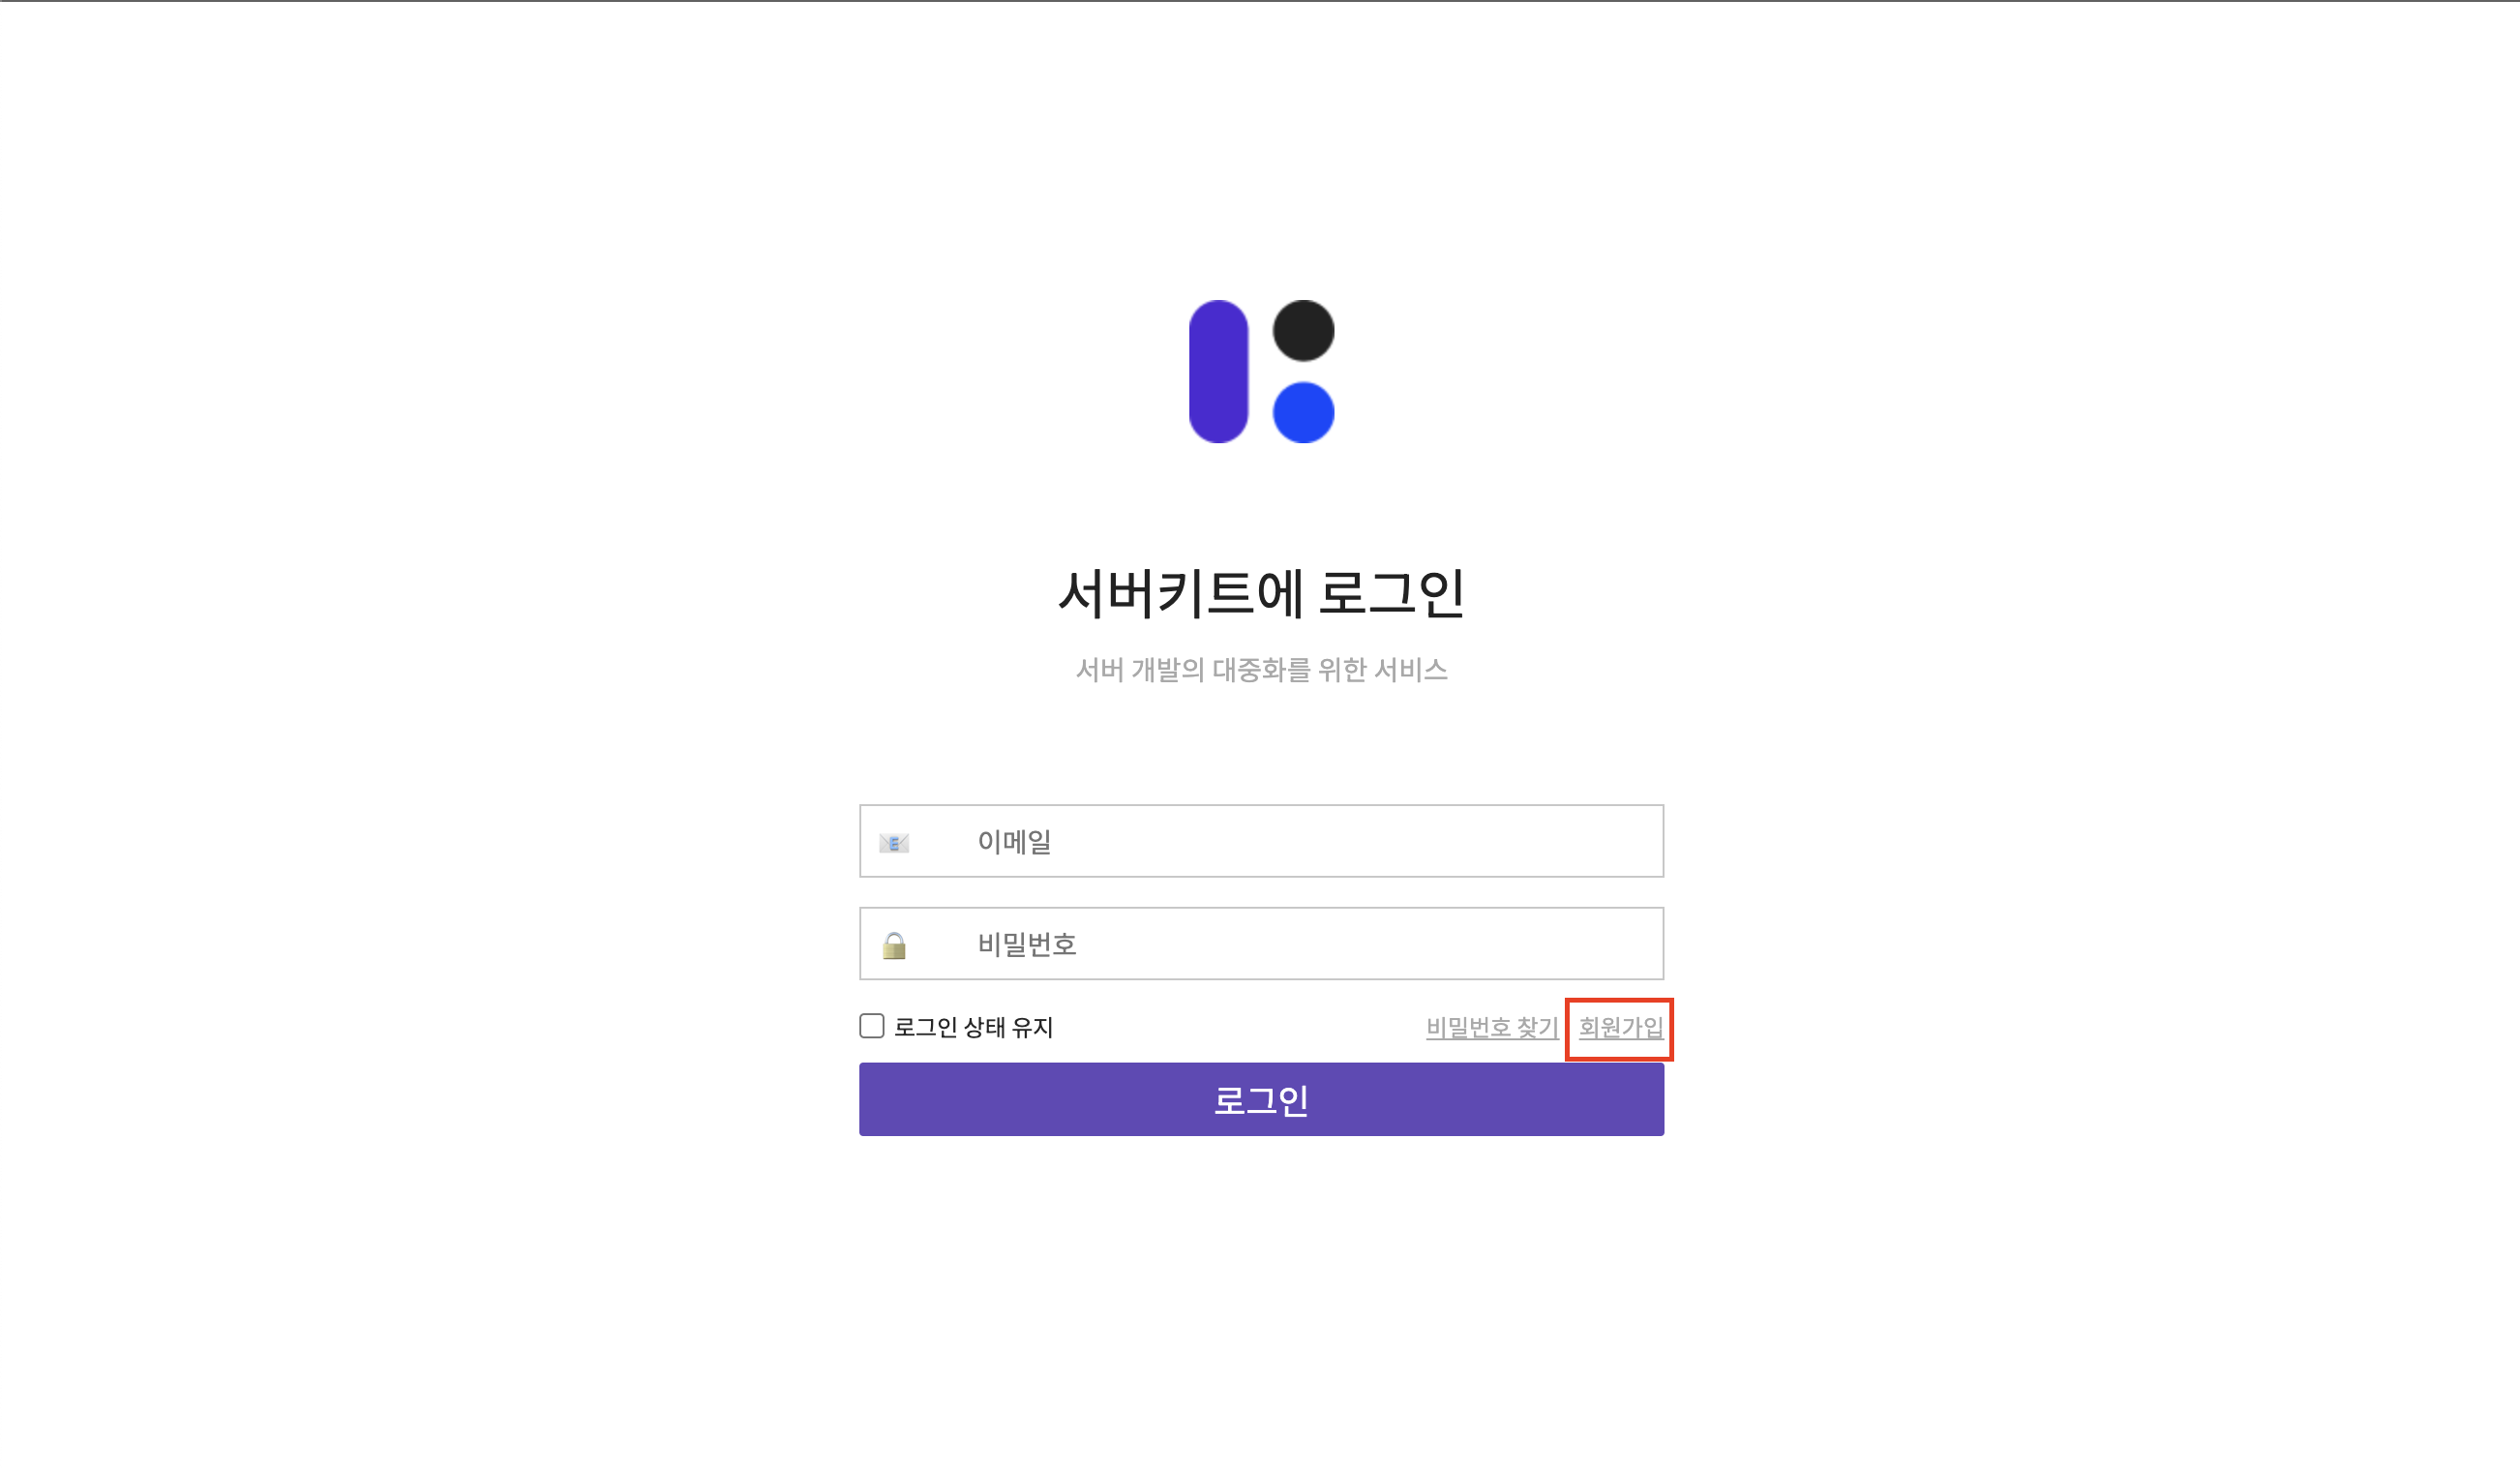 서버키트에 로그인
서버 개발의 대중화를 위한 서비스
이메일
비밀번호
로그인 상태 유지 비밀번호 찾기 회원가입
로그인